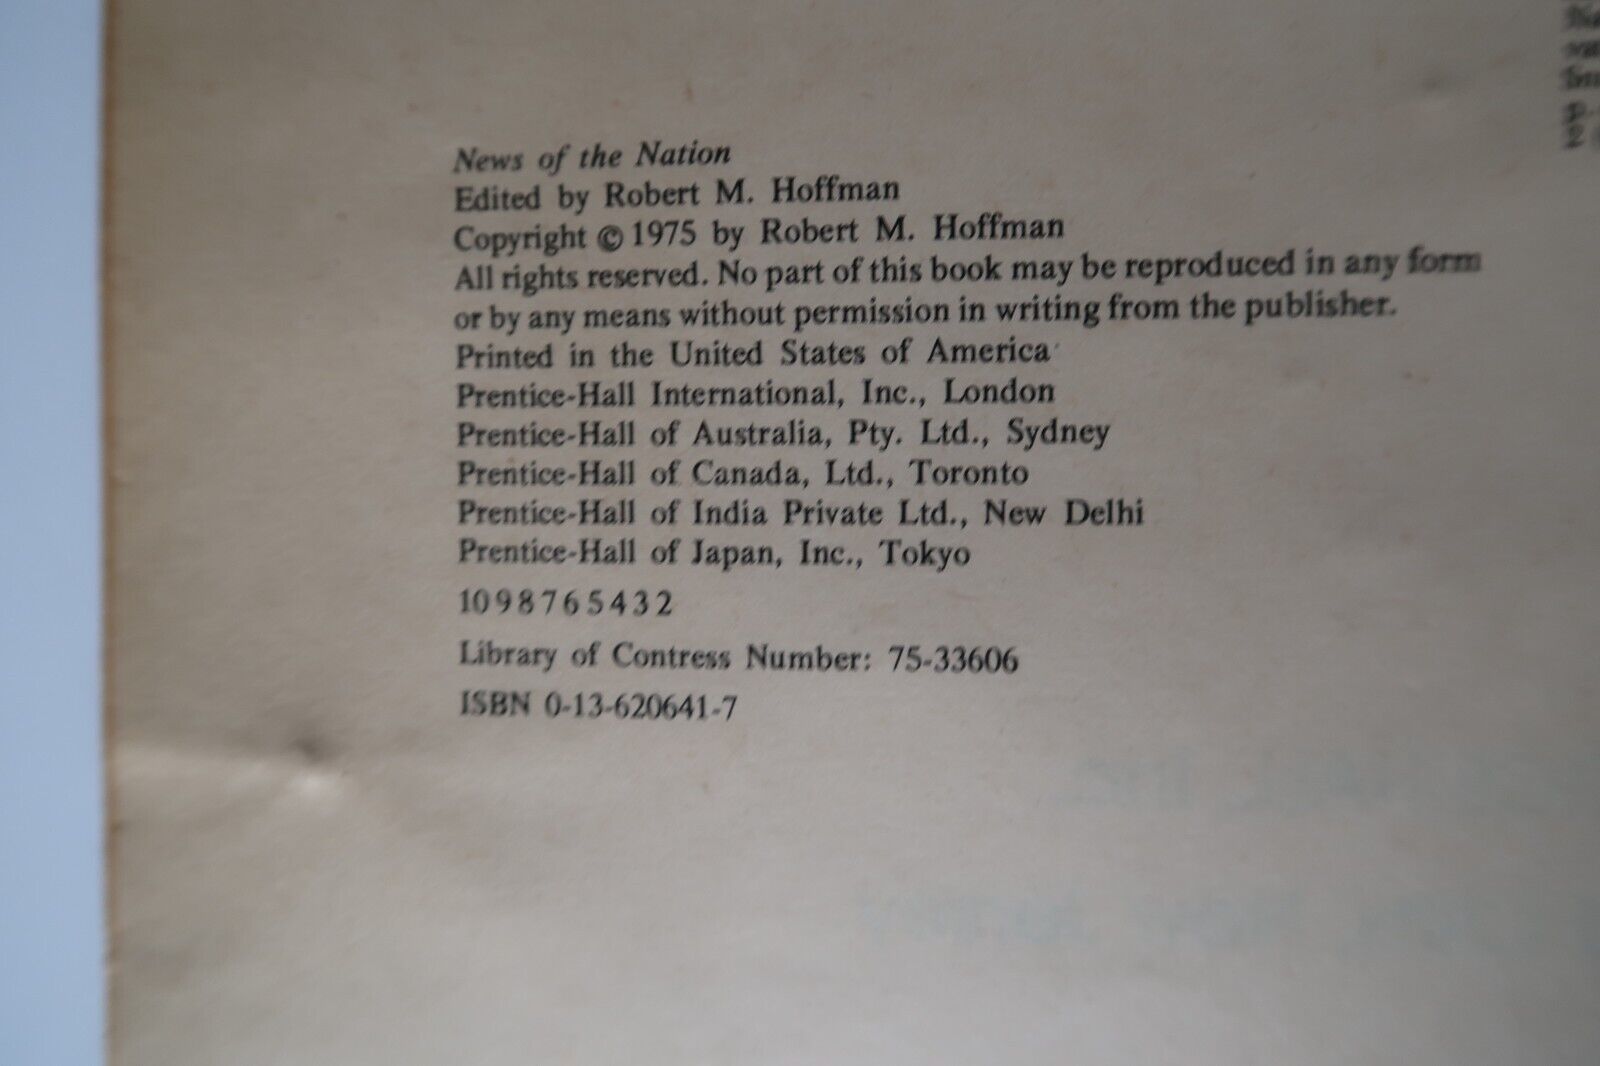 News of the Nation
Edited by Robert M. Hoffman
Copyright © 1975 by Robert M. Hoffman
All rights reserved. No part of this book may be reproduced in any form
or by any means without permission in writing from the publisher.
Printed in the United States of America
Prentice-Hall International, Inc., London
Prentice-Hall of Australia, Pty. Ltd., Sydney
Prentice-Hall of Canada, Ltd., Toronto
Prentice-Hall of India Private Ltd., New Delhi
Prentice-Hall of Japan, Inc., Tokyo
10 9 8 7 6 5 4 3 2
Library of Contress Number: 75-33606
ISBN 0-13-620641-7